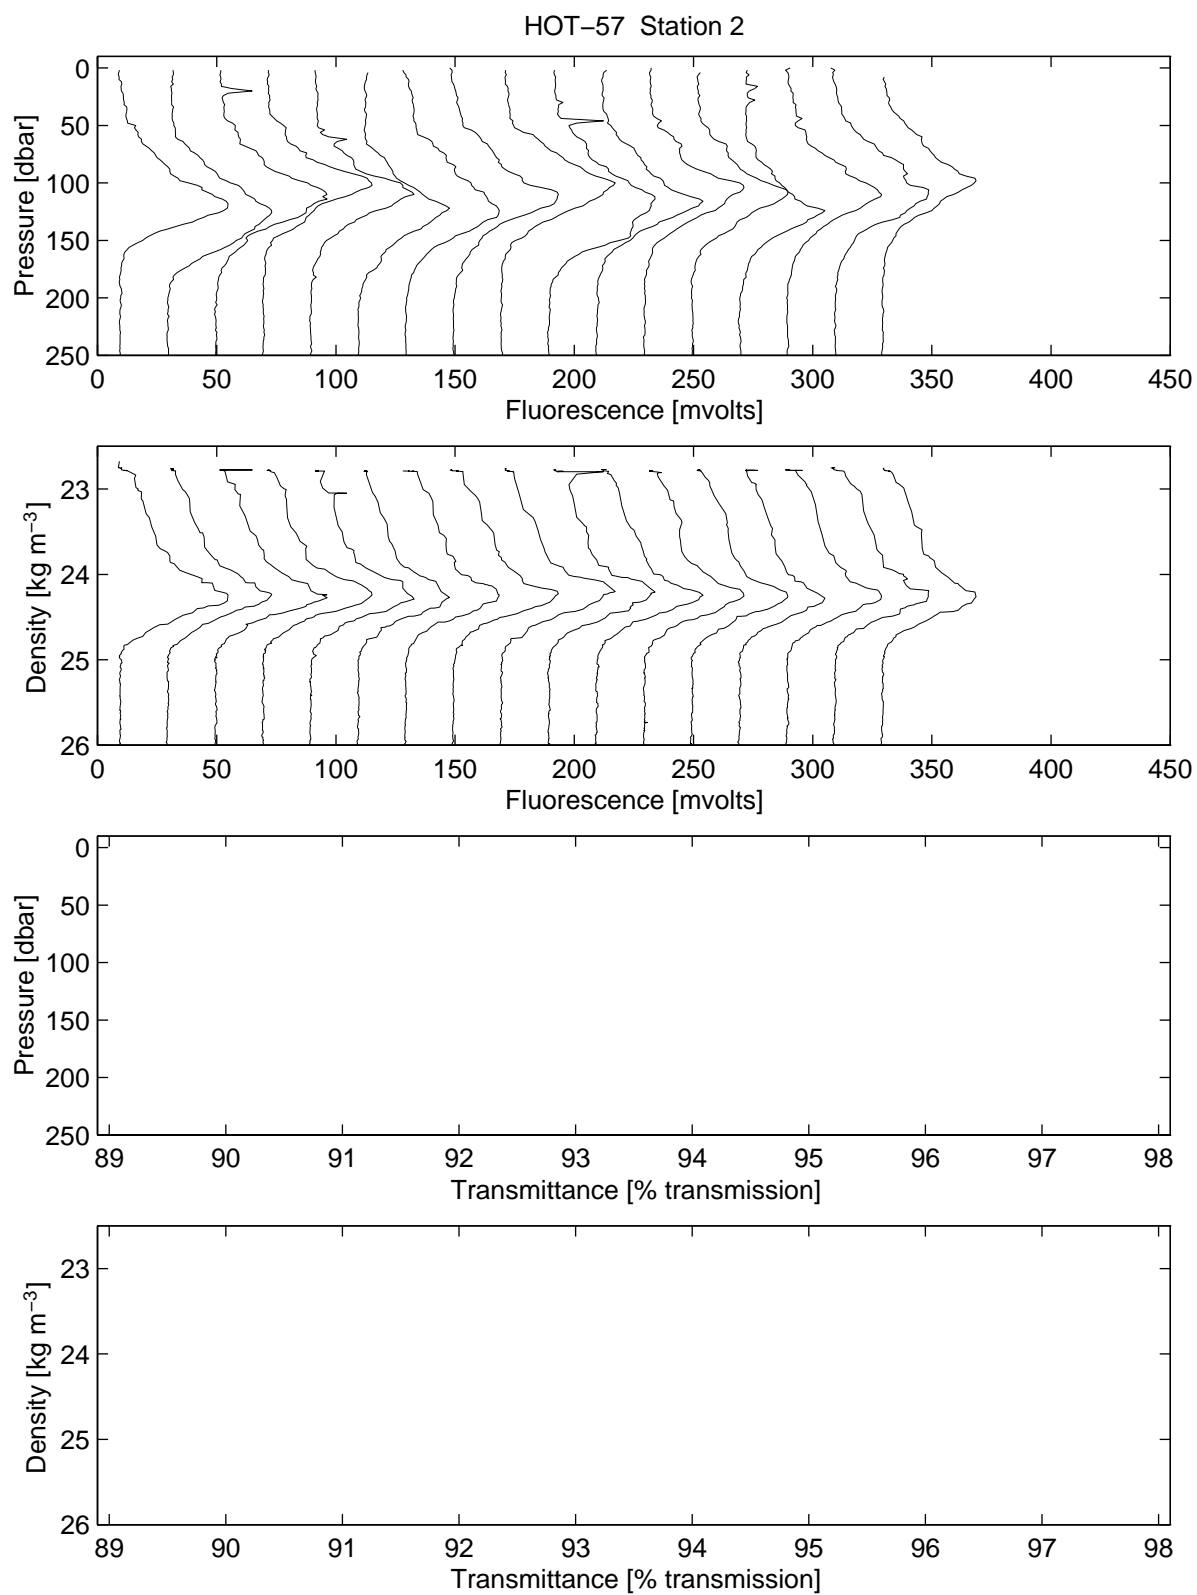 HOT−57 Station 2
0
50
100
150
200
250
Pressure [dbar]
0 50 100 150 200 250 300 350 400 450
Fluorescence [mvolts]
23
24
25
26
Density [kg m−3]
0 50 100 150 200 250 300 350 400 450
Fluorescence [mvolts]
0
50
100
150
200
250
Pressure [dbar]
89 90 91 92 93 94 95 96 97 98
Transmittance [% transmission]
23
24
25
26
Density [kg m−3]
89 90 91 92 93 94 95 96 97 98
Transmittance [% transmission]